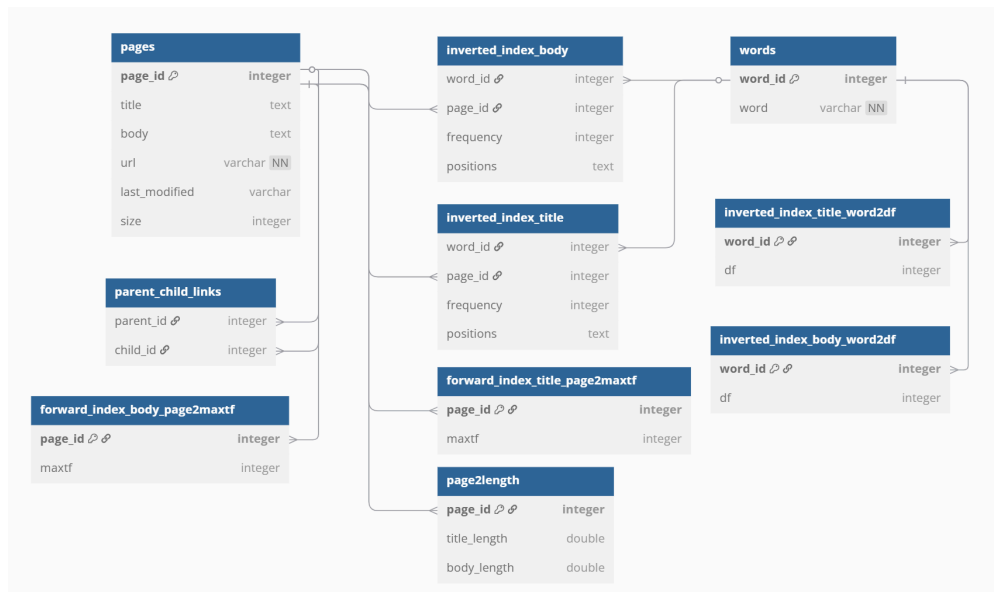 pages
page_id integer
title text
body text
url varchar NN
last_modified varchar
size integer
parent_child_links
parent_id integer
child_id integer
forward_index_body_page2maxtf
page_id integer
maxtf integer
inverted_index_body
word_id integer
page_id integer
frequency integer
positions text
inverted_index_title
word_id integer
page_id integer
frequency integer
positions text
forward_index_title_page2maxtf
page_id integer
maxtf integer
page2length
page_id integer
title_length double
body_length double
words
word_id integer
word varchar NN
inverted_index_title_word2df
word_id integer
df integer
inverted_index_body_word2df
word_id integer
df integer